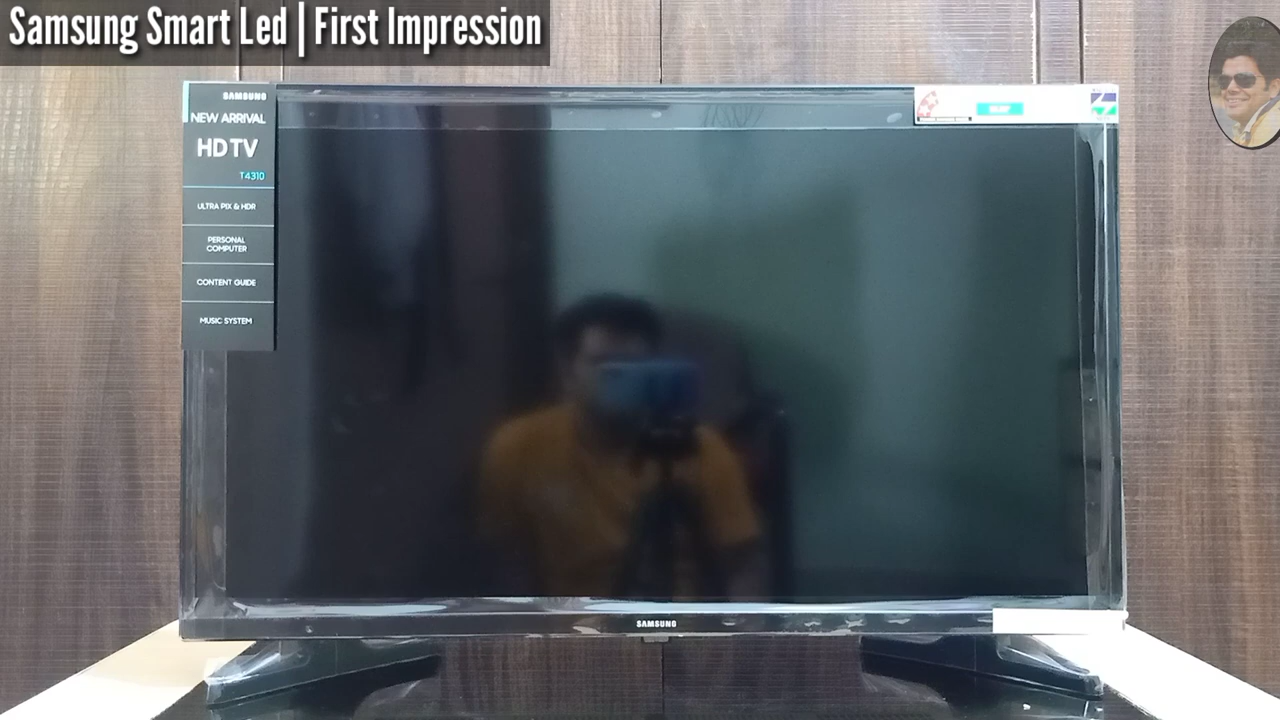 Samsung Smart Led | First Impression
SAMSUNG
NEW ARRIVAL
HD TV
T4310
ULTRA PIX & HDR
PERSONAL
COMPUTER
CONTENT GUIDE
MUSIC SYSTEM
SAMSUNG